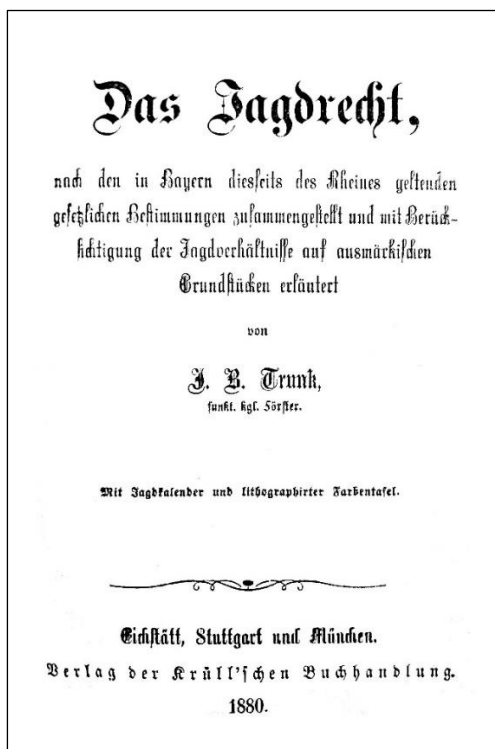 Das Jagdrecht,
nach den in Bayern diesseits des Rheines geltenden
gesetzlichen Bestimmungen zusammengestellt und mit Berück-
sichtigung der Jagdverhältnisse auf ausmärkischen
Grundstücken erläutert
von
J. B. Trunk,
funkt. kgl. Förster.
Mit Jagdkalender und lithographirter Farbentafel.
Eichstätt, Stuttgart und München.
Verlag der Krüll'schen Buchhandlung.
1880.